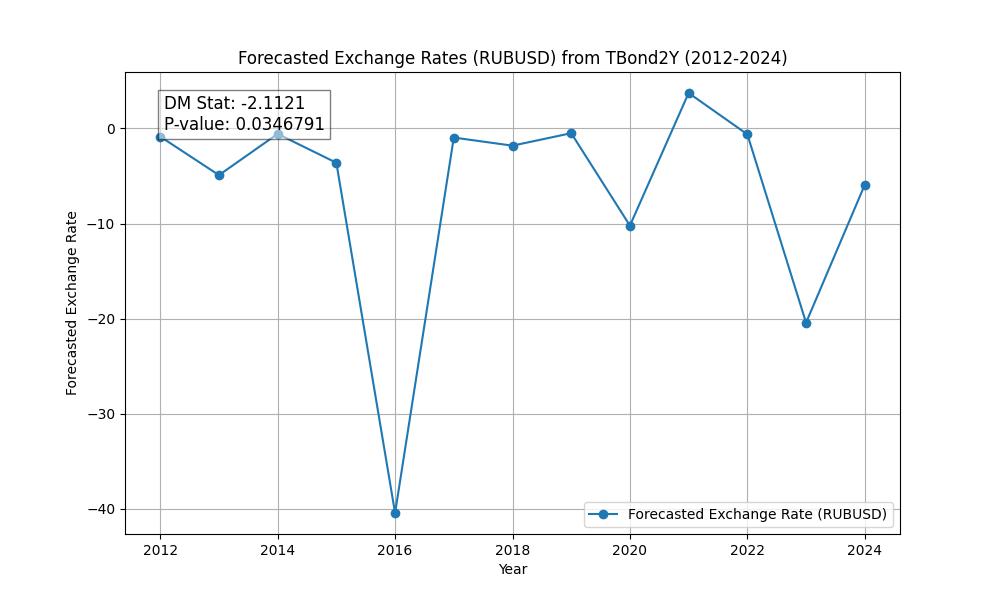 Forecasted Exchange Rates (RUBUSD) from TBond2Y (2012-2024)
DM Stat: -2.1121
P-value: 0.0346791
Forecasted Exchange Rate
0
−10
−20
−30
−40
Forecasted Exchange Rate (RUBUSD)
2012 2014 2016 2018 2020 2022 2024
Year